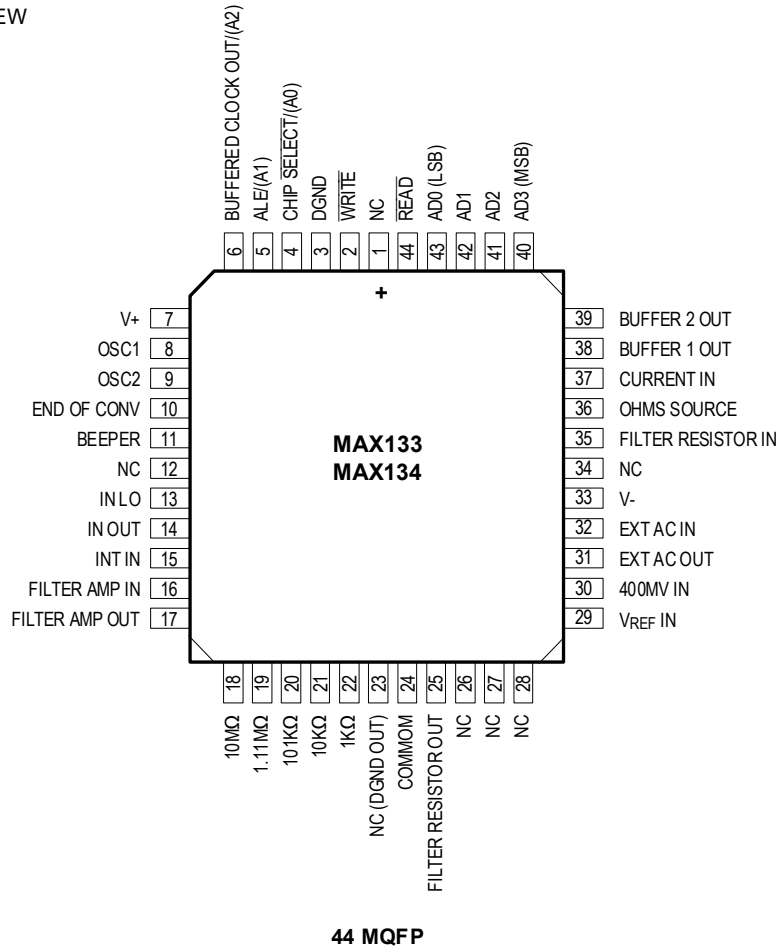 EW
BUFFERED CLOCK OUT/(A2)
ALE/(A1)
CHIP SELECT/(A0)
DGND
WRITE
NC
READ
AD0 (LSB)
AD1
AD2
AD3 (MSB)
6 5 4 3 2 1 44 43 42 41 40
+
V+ 7
OSC1 8
OSC2 9
END OF CONV 10
BEEPER 11
NC 12
IN LO 13
IN OUT 14
INT IN 15
FILTER AMP IN 16
FILTER AMP OUT 17
MAX133
MAX134
39 BUFFER 2 OUT
38 BUFFER 1 OUT
37 CURRENT IN
36 OHMS SOURCE
35 FILTER RESISTOR IN
34 NC
33 V-
32 EXT AC IN
31 EXT AC OUT
30 400MV IN
29 VREF IN
18 19 20 21 22 23 24 25 26 27 28
10MΩ
1.11MΩ
101KΩ
10KΩ
1KΩ
NC (DGND OUT)
COMMOM
FILTER RESISTOR OUT
NC
NC
NC
44 MQFP